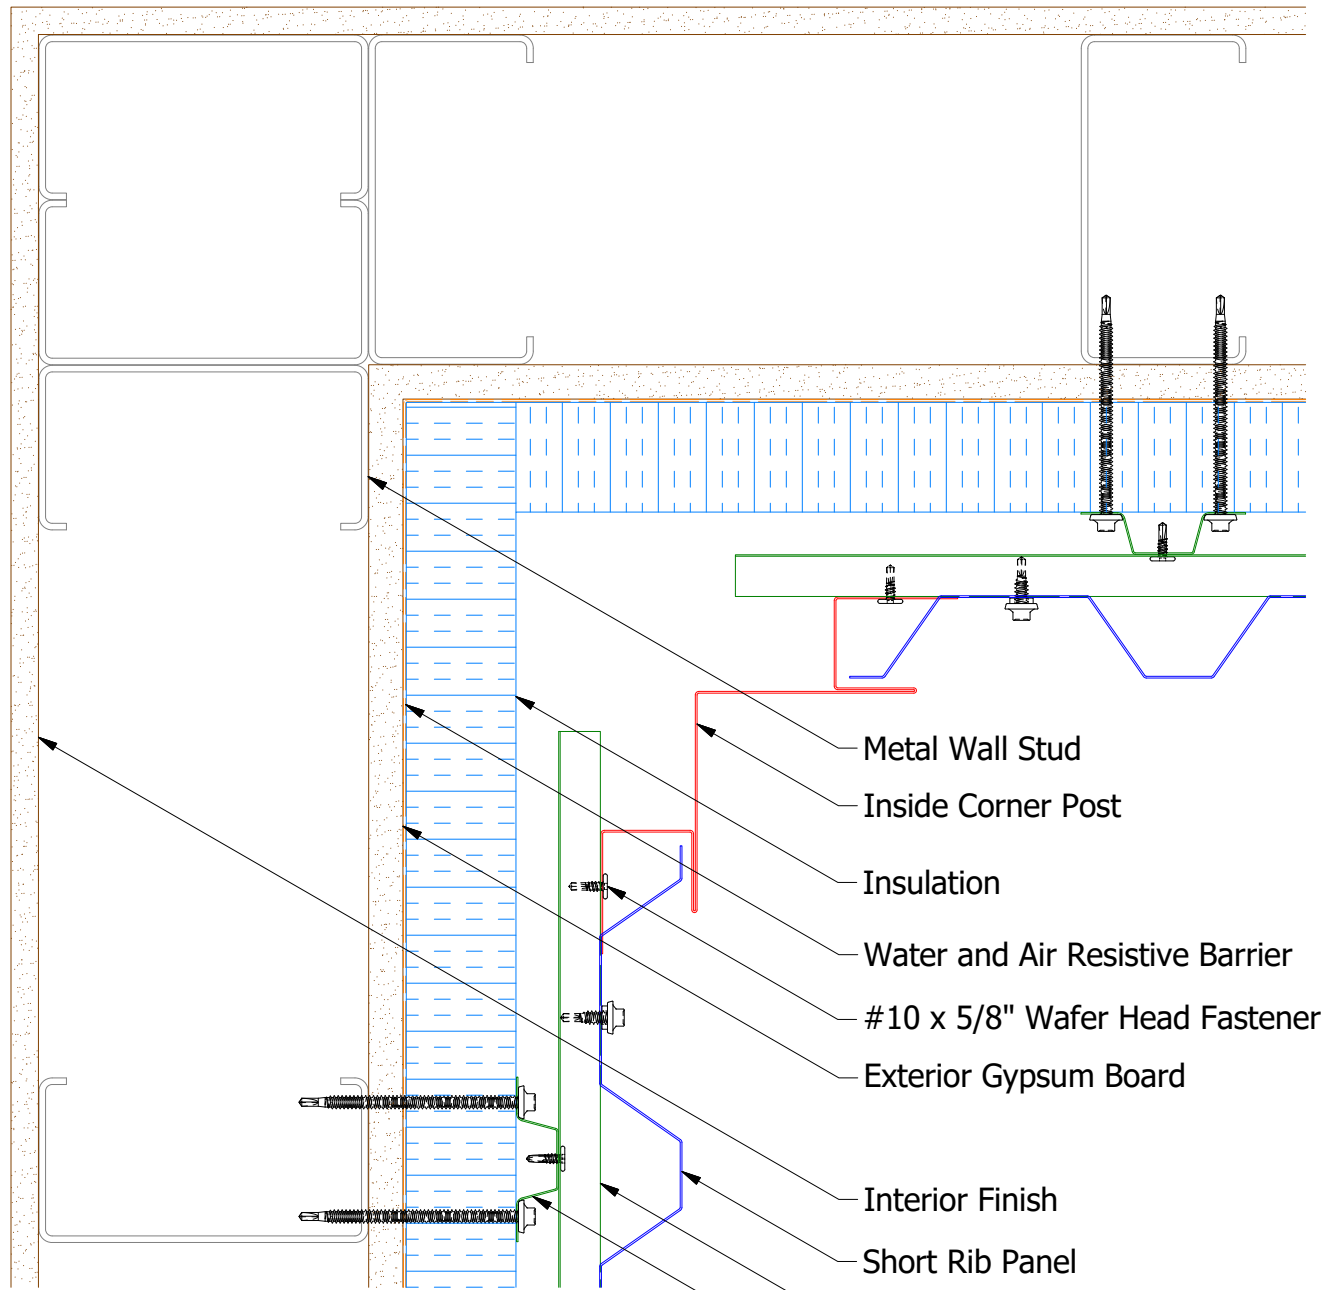 Metal Wall Stud
Inside Corner Post
Insulation
Water and Air Resistive Barrier
#10 x 5/8" Wafer Head Fastener
Exterior Gypsum Board
Interior Finish
Short Rib Panel